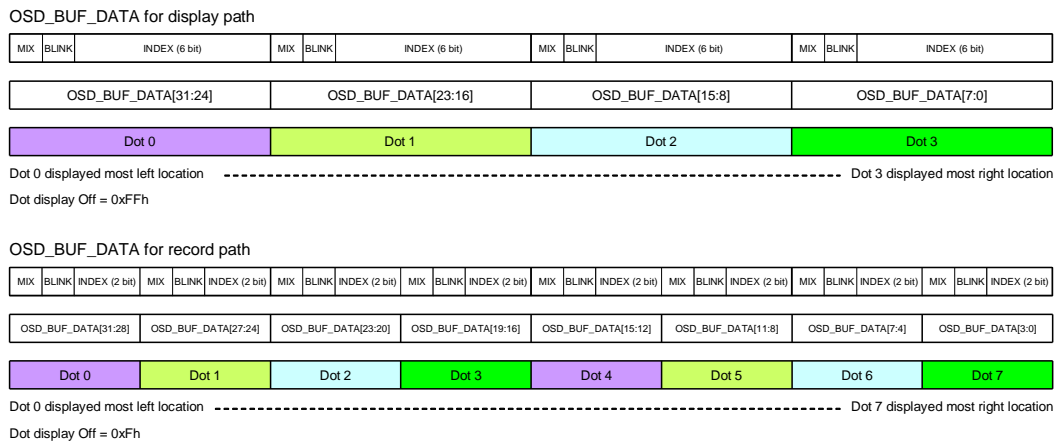 OSD_BUF_DATA for display path
MIX BLINK INDEX (6 bit) MIX BLINK INDEX (6 bit) MIX BLINK INDEX (6 bit) MIX BLINK INDEX (6 bit)
OSD_BUF_DATA[31:24] OSD_BUF_DATA[23:16] OSD_BUF_DATA[15:8] OSD_BUF_DATA[7:0]
Dot 0 Dot 1 Dot 2 Dot 3
Dot 0 displayed most left location Dot 3 displayed most right location
Dot display Off = 0xFFh
OSD_BUF_DATA for record path
MIX BLINK INDEX (2 bit) MIX BLINK INDEX (2 bit) MIX BLINK INDEX (2 bit) MIX BLINK INDEX (2 bit) MIX BLINK INDEX (2 bit) MIX BLINK INDEX (2 bit) MIX BLINK INDEX (2 bit) MIX BLINK INDEX (2 bit)
OSD_BUF_DATA[31:28] OSD_BUF_DATA[27:24] OSD_BUF_DATA[23:20] OSD_BUF_DATA[19:16] OSD_BUF_DATA[15:12] OSD_BUF_DATA[11:8] OSD_BUF_DATA[7:4] OSD_BUF_DATA[3:0]
Dot 0 Dot 1 Dot 2 Dot 3 Dot 4 Dot 5 Dot 6 Dot 7
Dot 0 displayed most left location Dot 7 displayed most right location
Dot display Off = 0xFh